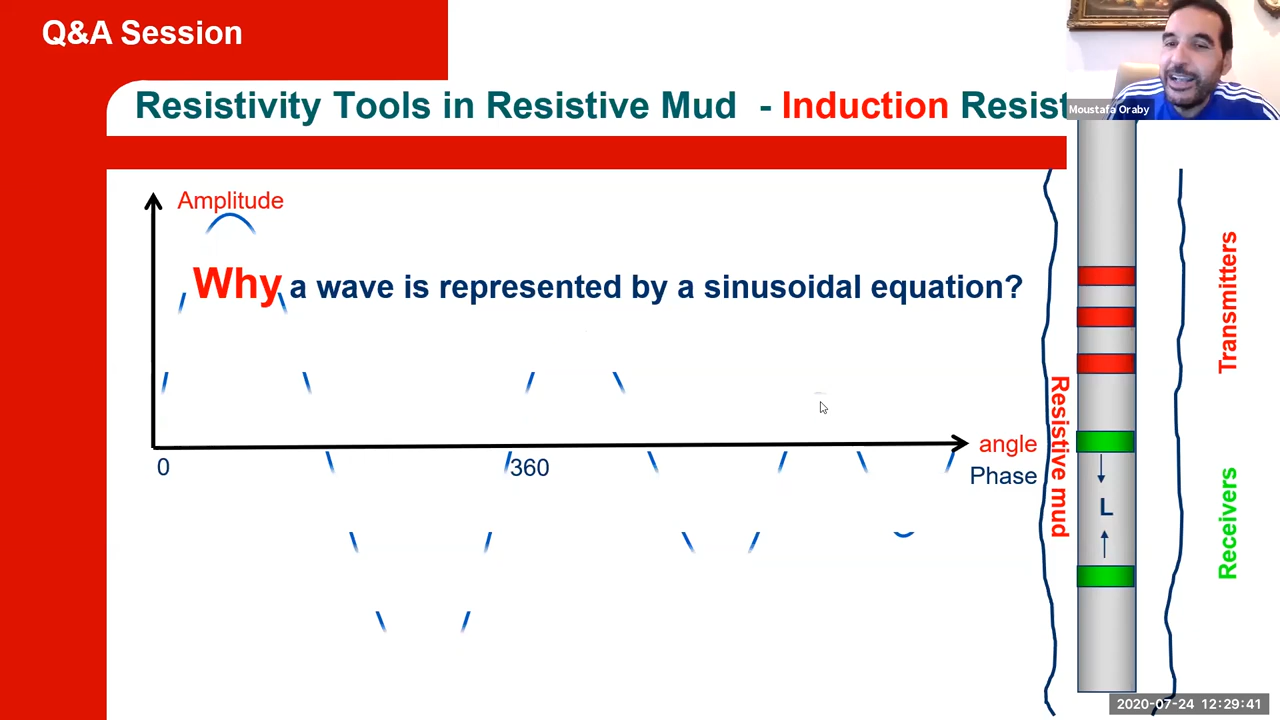 Q&A Session
Resistivity Tools in Resistive Mud - Induction Resist
Moustafa Oraby
Amplitude
Why a wave is represented by a sinusoidal equation?
Transmitters
Resistive mud
angle
0
360
Phase
L
Receivers
2020-07-24 12:29:41